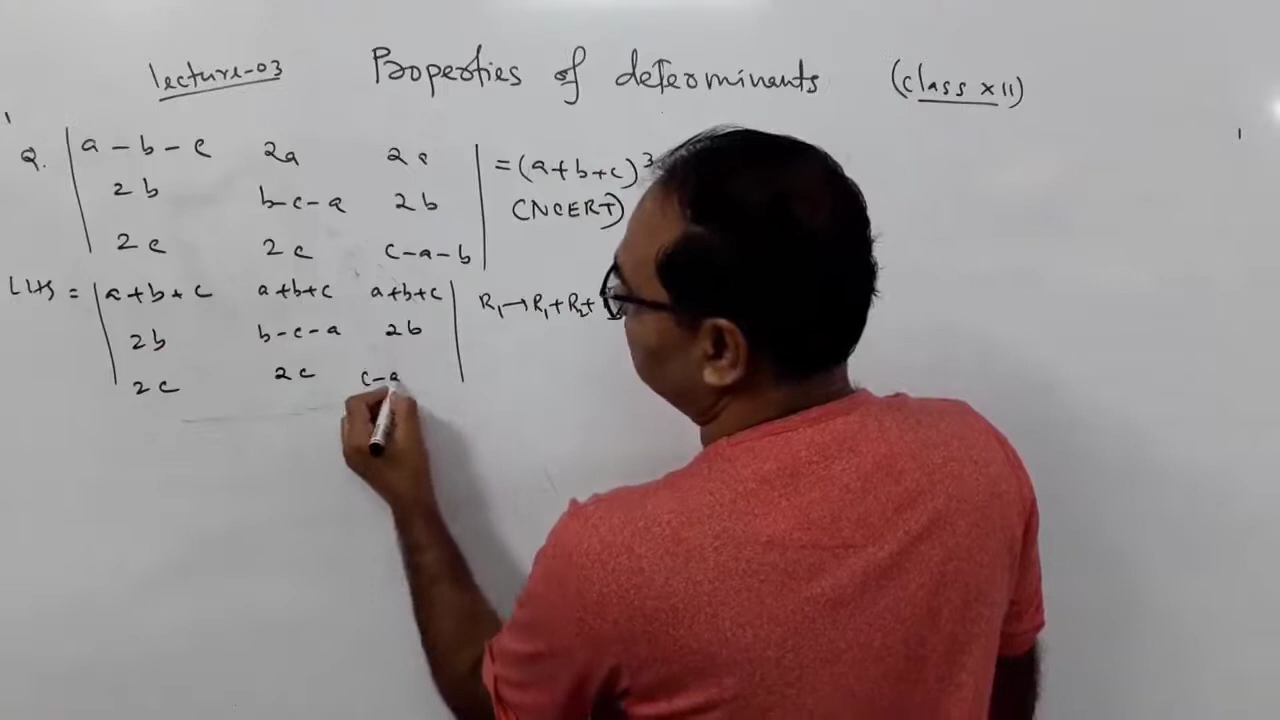 lecture-03 Properties of determinants (class XII)
Q. | a-b-c 2a 2a | =(a+b+c)³
2b b-c-a 2b (NCERT)
2c 2c c-a-b
LHS = | a+b+c a+b+c a+b+c | R₁→R₁+R₂+
2b b-c-a 2b
2c 2c c-a